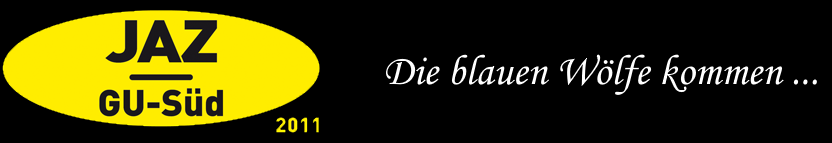 JAZ
GU-Süd
2011
Die blauen Wölfe kommen ...